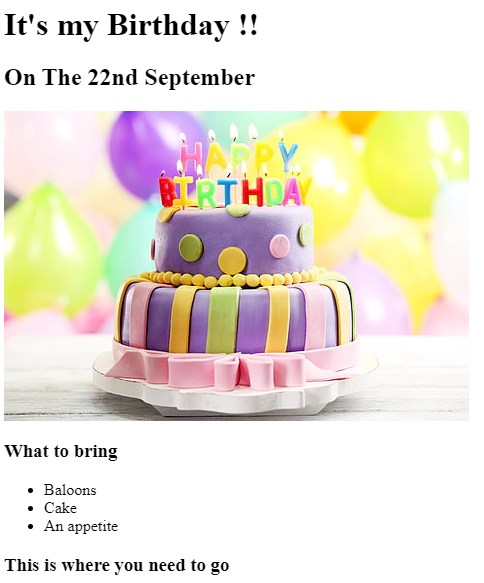 It's my Birthday !!
On The 22nd September
HAPPY
BIRTHDAY
What to bring
Baloons
Cake
An appetite
This is where you need to go